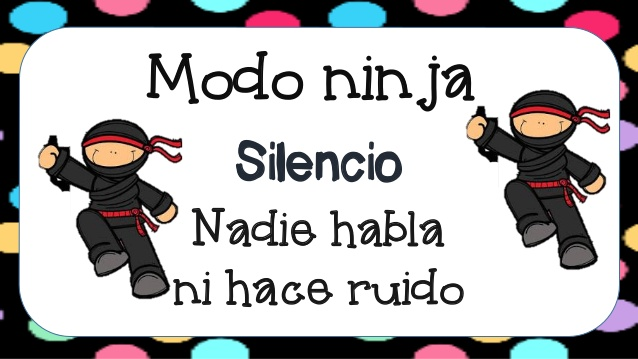 Modo ninja
Silencio
Nadie habla
ni hace ruido